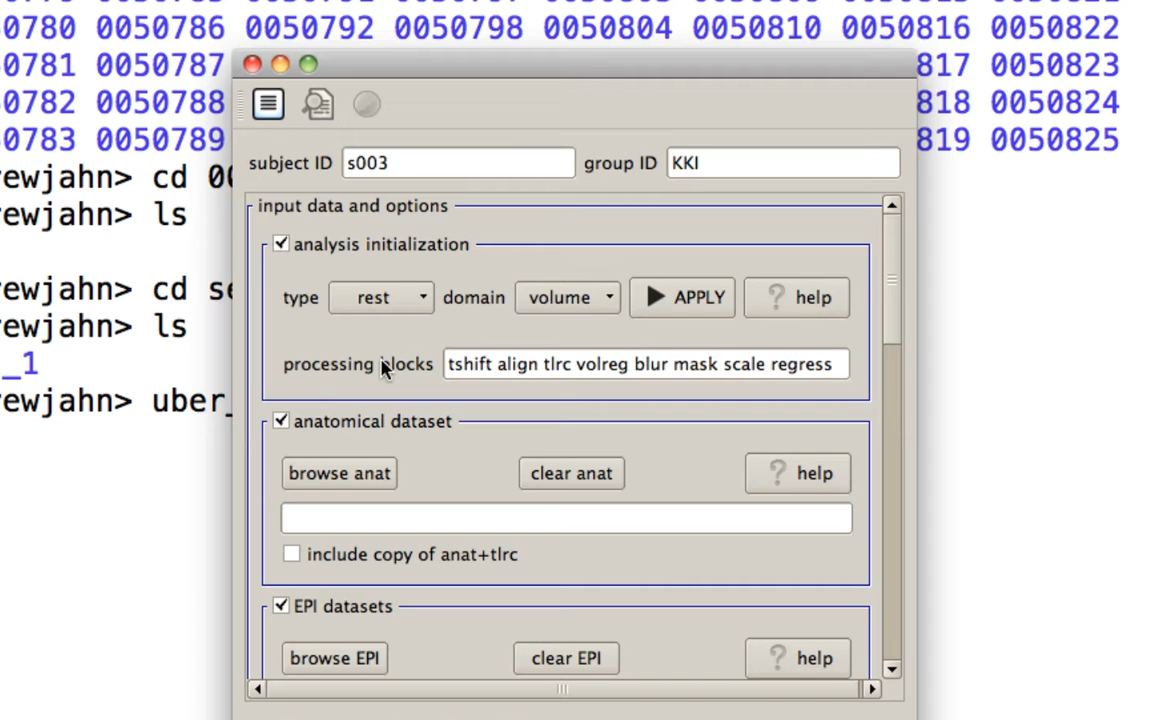 0050780 0050786 0050792 0050798 0050804 0050810 0050816 0050822
0050781 0050787 817 0050823
0050782 0050788 818 0050824
0050783 0050789 819 0050825
rewjahn> cd 00
rewjahn> ls
rewjahn> cd se
rewjahn> ls
_1
rewjahn> uber_
subject ID s003 group ID KKI
input data and options
analysis initialization
type rest domain volume APPLY ? help
processing blocks tshift align tlrc volreg blur mask scale regress
anatomical dataset
browse anat clear anat ? help
include copy of anat+tlrc
EPI datasets
browse EPI clear EPI ? help